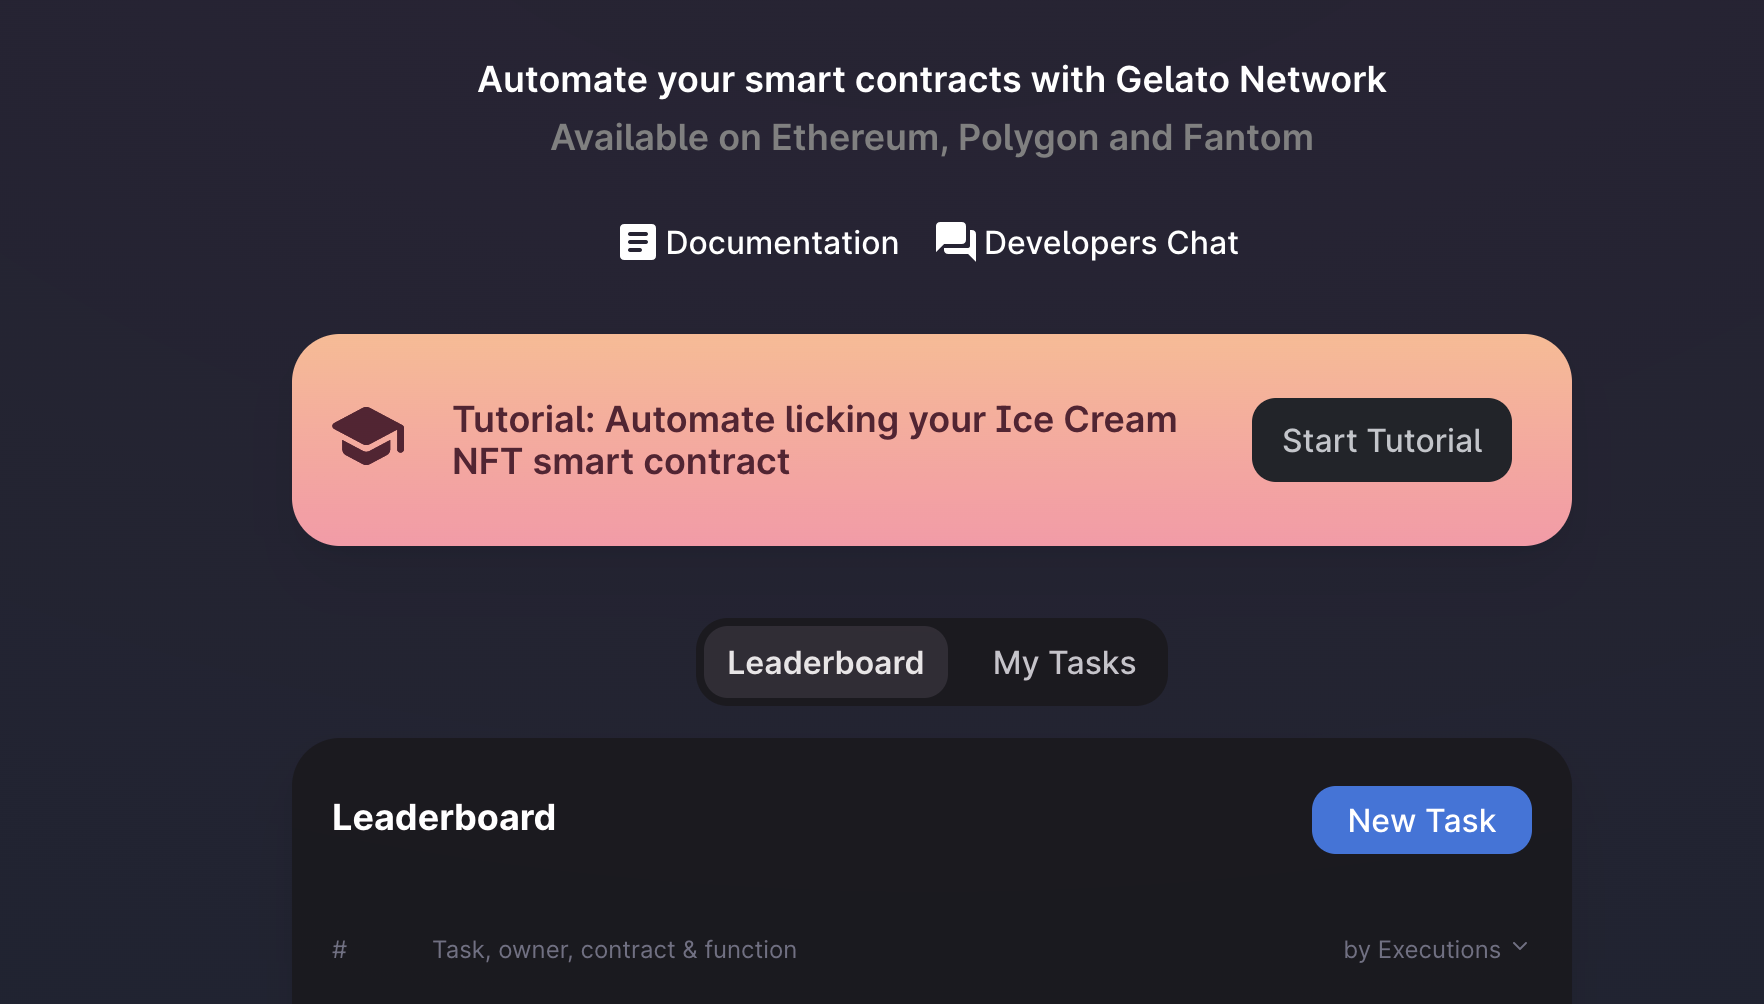 Automate your smart contracts with Gelato Network
Available on Ethereum, Polygon and Fantom
Documentation Developers Chat
Tutorial: Automate licking your Ice Cream
NFT smart contract
Start Tutorial
Leaderboard My Tasks
Leaderboard
New Task
# Task, owner, contract & function by Executions